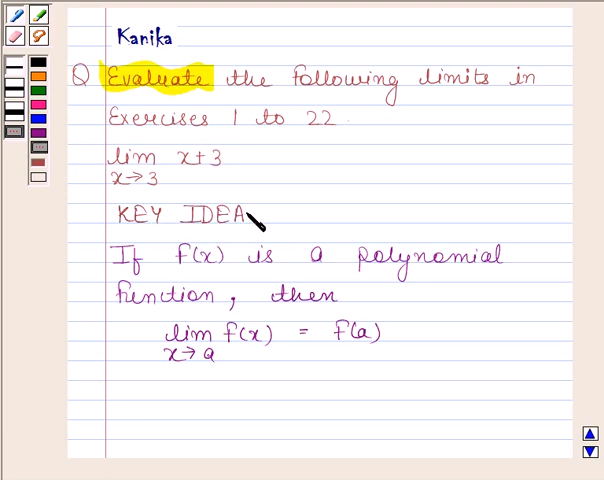 Kanika
Q Evaluate the following limits in
Exercises 1 to 22.
lim x+3
x→3
KEY IDEA
If f(x) is a polynomial
function, then
lim f(x) = f(a)
x→a